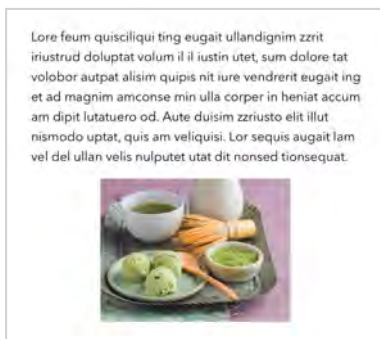 Lore feum quisciliqui ting eugait ullandignim zzrit
iriustrud doluptat volum il il iustin utet, sum dolore tat
volobor autpat alisim quipis nit iure vendrerit eugait ing
et ad magnim amconse min ulla corper in heniat accum
am dipit lutatuero od. Aute duisim zzriusto elit illut
nismodo uptat, quis am veliquisi. Lor sequis augait lam
vel del ullan velis nulputet utat dit nonsed tionsequat.